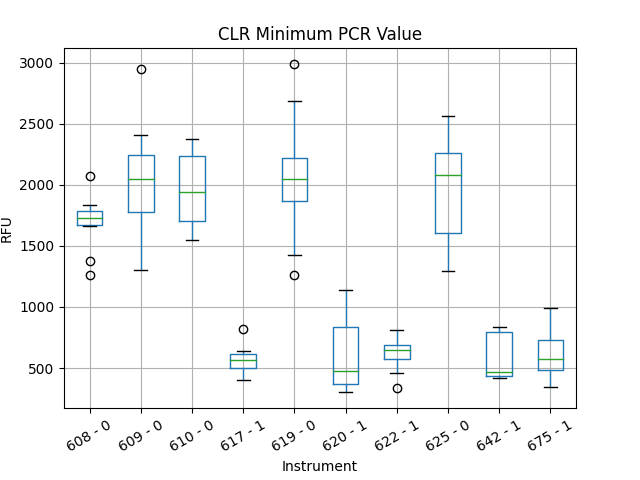 CLR Minimum PCR Value
3000
2500
2000
1500
1000
500
RFU
608 - 0
609 - 0
610 - 0
617 - 1
619 - 0
620 - 1
622 - 1
625 - 0
642 - 1
675 - 1
Instrument